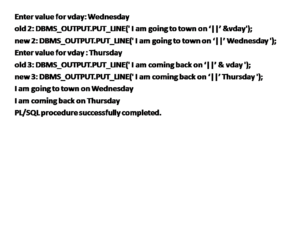 Enter value for vday: Wednesday
old 2: DBMS_OUTPUT.PUT_LINE(' I am going to town on ‘||’ &vday');
new 2: DBMS_OUTPUT.PUT_LINE(' I am going to town on ‘||’ Wednesday ');
Enter value for vday : Thursday
old 3: DBMS_OUTPUT.PUT_LINE(' I am coming back on ‘||’ & vday ');
new 3: DBMS_OUTPUT.PUT_LINE(' I am coming back on ‘||’ Thursday ');
I am going to town on Wednesday
I am coming back on Thursday
PL/SQL procedure successfully completed.